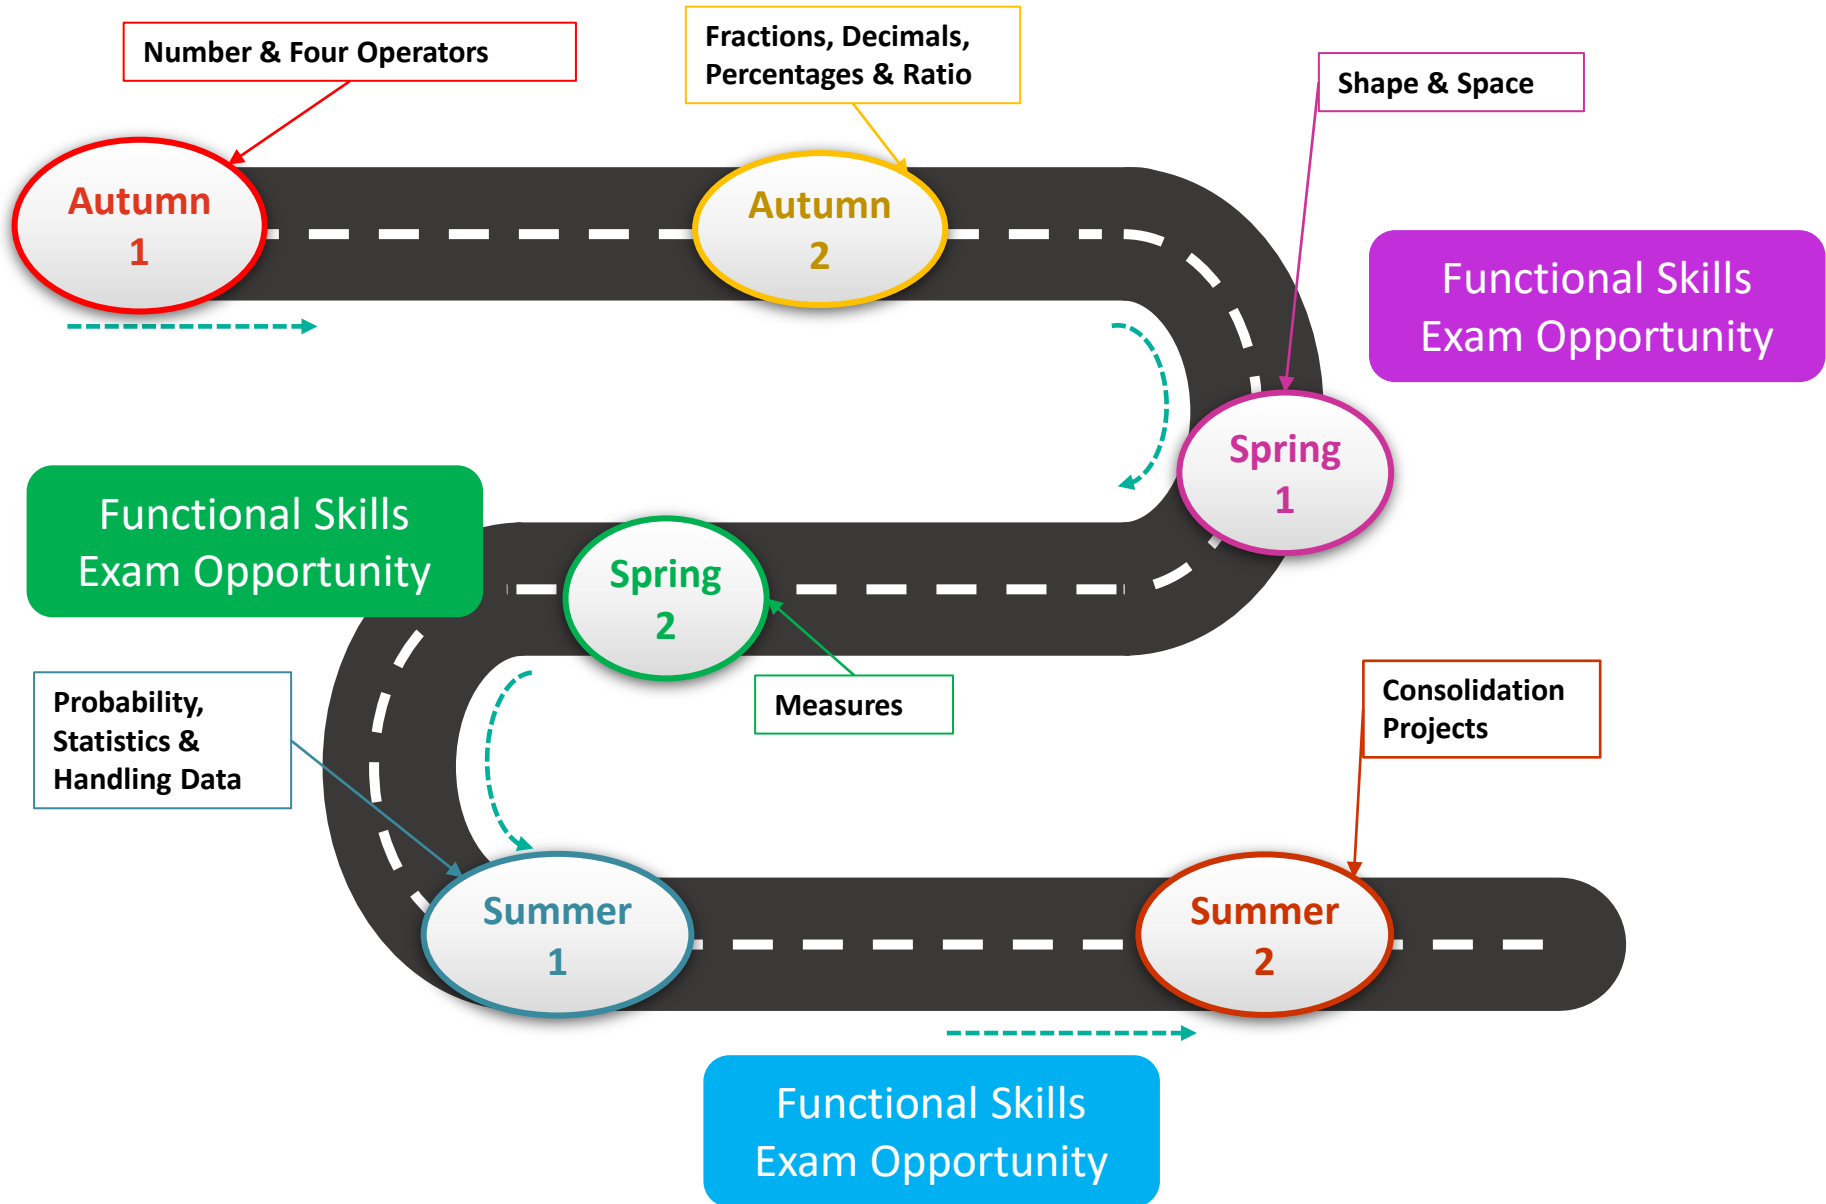 Number & Four Operators
Fractions, Decimals,
Percentages & Ratio
Shape & Space
Autumn
1
Autumn
2
Functional Skills
Exam Opportunity
Spring
1
Functional Skills
Exam Opportunity
Spring
2
Measures
Probability,
Statistics &
Handling Data
Consolidation
Projects
Summer
1
Summer
2
Functional Skills
Exam Opportunity